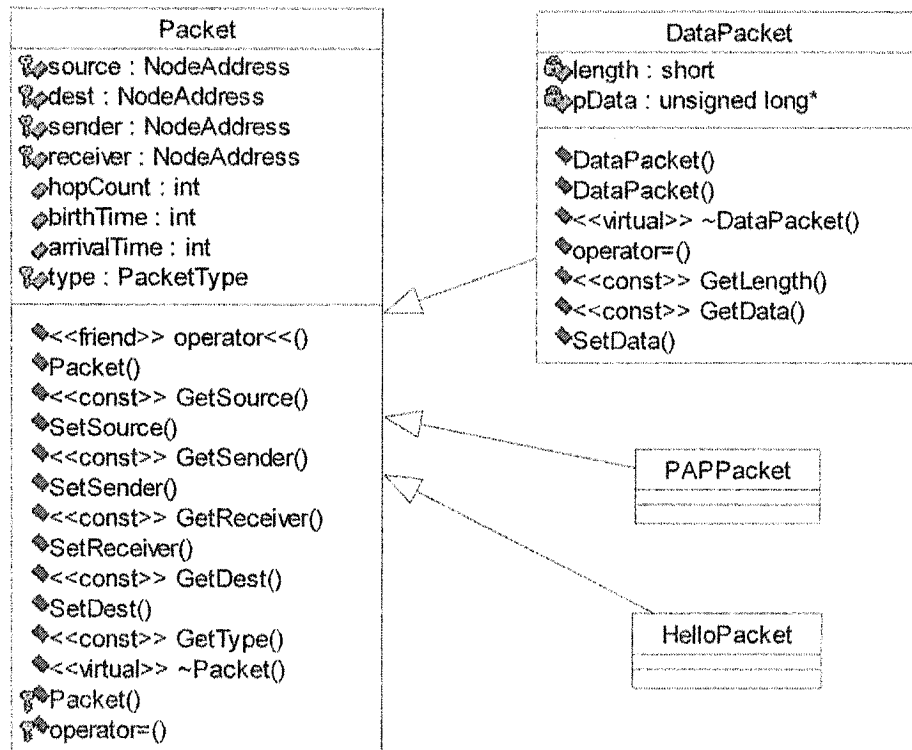 Packet
source : NodeAddress
dest : NodeAddress
sender : NodeAddress
receiver : NodeAddress
hopCount : int
birthTime : int
arrivalTime : int
type : PacketType
<<friend>> operator<<()
Packet()
<<const>> GetSource()
SetSource()
<<const>> GetSender()
SetSender()
<<const>> GetReceiver()
SetReceiver()
<<const>> GetDest()
SetDest()
<<const>> GetType()
<<virtual>> ~Packet()
Packet()
operator=()
DataPacket
length : short
pData : unsigned long*
DataPacket()
DataPacket()
<<virtual>> ~DataPacket()
operator=()
<<const>> GetLength()
<<const>> GetData()
SetData()
PAPPacket
HelloPacket